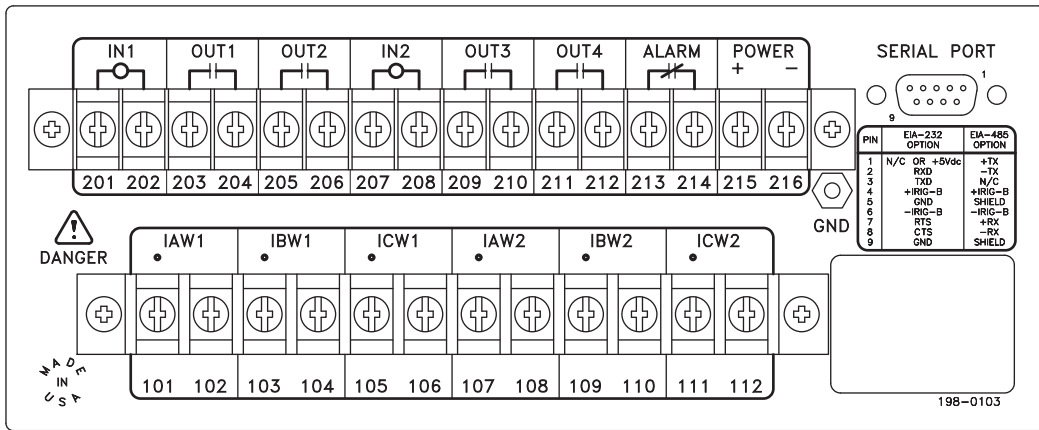 IN1 OUT1 OUT2 IN2 OUT3 OUT4 ALARM POWER
+ −
201 202 203 204 205 206 207 208 209 210 211 212 213 214 215 216
SERIAL PORT
1
9
PIN EIA-232 OPTION EIA-485 OPTION
1 N/C OR +5Vdc +TX
2 RXD −TX
3 TXD N/C
4 +IRIG-B +IRIG-B
5 GND SHIELD
6 −IRIG-B −IRIG-B
7 RTS +RX
8 CTS −RX
9 GND SHIELD
GND
DANGER
IAW1 IBW1 ICW1 IAW2 IBW2 ICW2
101 102 103 104 105 106 107 108 109 110 111 112
MADE
IN
USA
198-0103